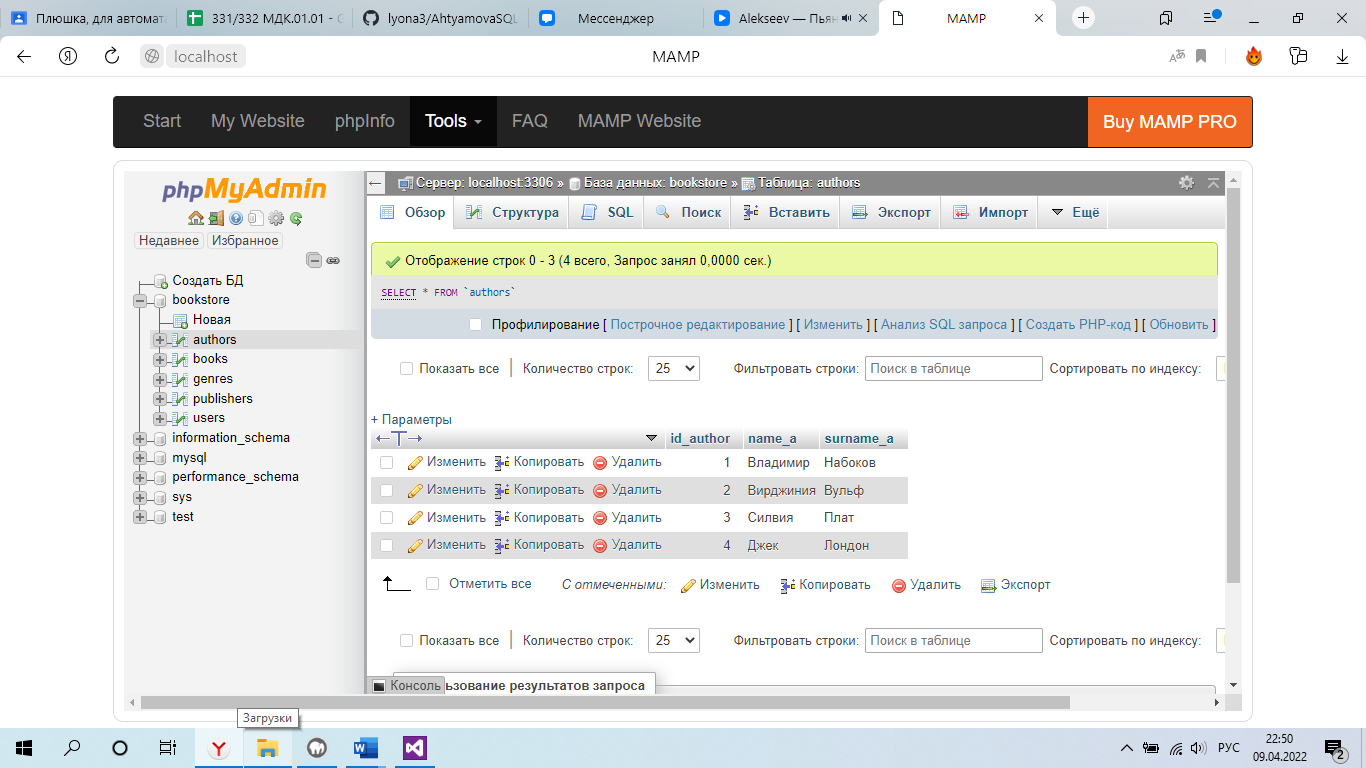 Плюшка, для автомат
331/332 МДК.01.01 - С
lyona3/AhtyamovaSQL
Мессенджер
Alekseev — Пьян
MAMP
Я
localhost
MAMP
Start
My Website
phpInfo
Tools
FAQ
MAMP Website
Buy MAMP PRO
phpMyAdmin
Недавнее
Избранное
Создать БД
bookstore
Новая
authors
books
genres
publishers
users
information_schema
mysql
performance_schema
sys
test
Сервер: localhost:3306 » База данных: bookstore » Таблица: authors
Обзор
Структура
SQL
Поиск
Вставить
Экспорт
Импорт
Ещё
Отображение строк 0 - 3 (4 всего, Запрос занял 0,0000 сек.)
SELECT * FROM `authors`
Профилирование [ Построчное редактирование ] [ Изменить ] [ Анализ SQL запроса ] [ Создать PHP-код ] [ Обновить ]
Показать все | Количество строк: 25 Фильтровать строки: Поиск в таблице Сортировать по индексу:
+ Параметры
←T→ id_author name_a surname_a
Изменить Копировать Удалить 1 Владимир Набоков
Изменить Копировать Удалить 2 Вирджиния Вульф
Изменить Копировать Удалить 3 Силвия Плат
Изменить Копировать Удалить 4 Джек Лондон
Отметить все С отмеченными: Изменить Копировать Удалить Экспорт
Показать все | Количество строк: 25 Фильтровать строки: Поиск в таблице Сортировать по индексу:
Консоль
ьзование результатов запроса
Загрузки
РУС
22:50
09.04.2022
2